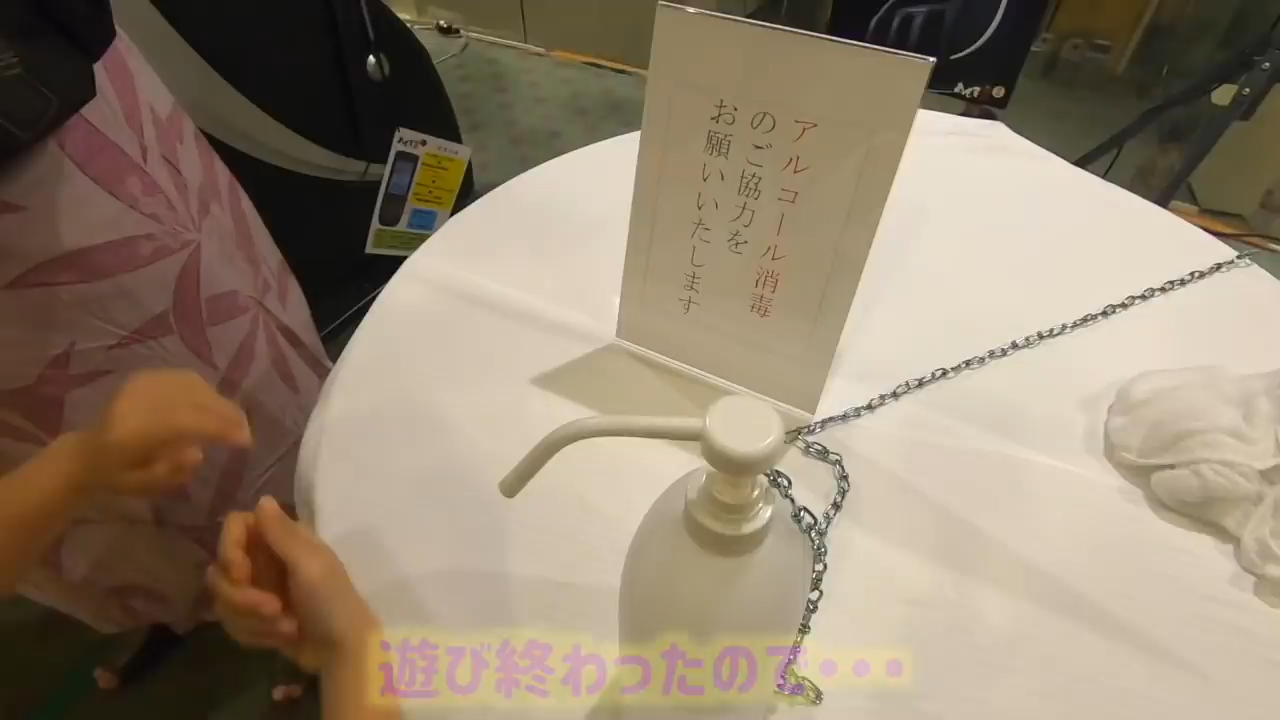 アルコール消毒
のご協力を
お願いいたします
遊び終わったので・・・